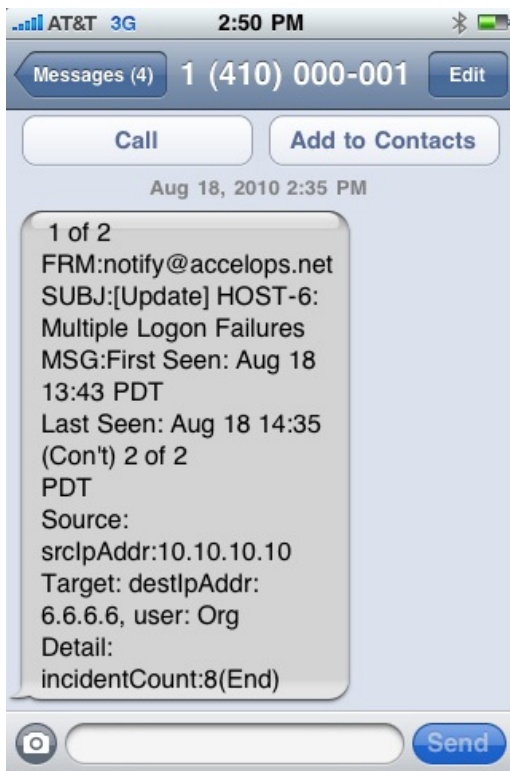 AT&T 3G 2:50 PM
Messages (4) 1 (410) 000-001 Edit
Call Add to Contacts
Aug 18, 2010 2:35 PM
1 of 2
FRM:notify@accelops.net
SUBJ:[Update] HOST-6:
Multiple Logon Failures
MSG:First Seen: Aug 18
13:43 PDT
Last Seen: Aug 18 14:35
(Con't) 2 of 2
PDT
Source:
srcIpAddr:10.10.10.10
Target: destIpAddr:
6.6.6.6, user: Org
Detail:
incidentCount:8(End)
Send